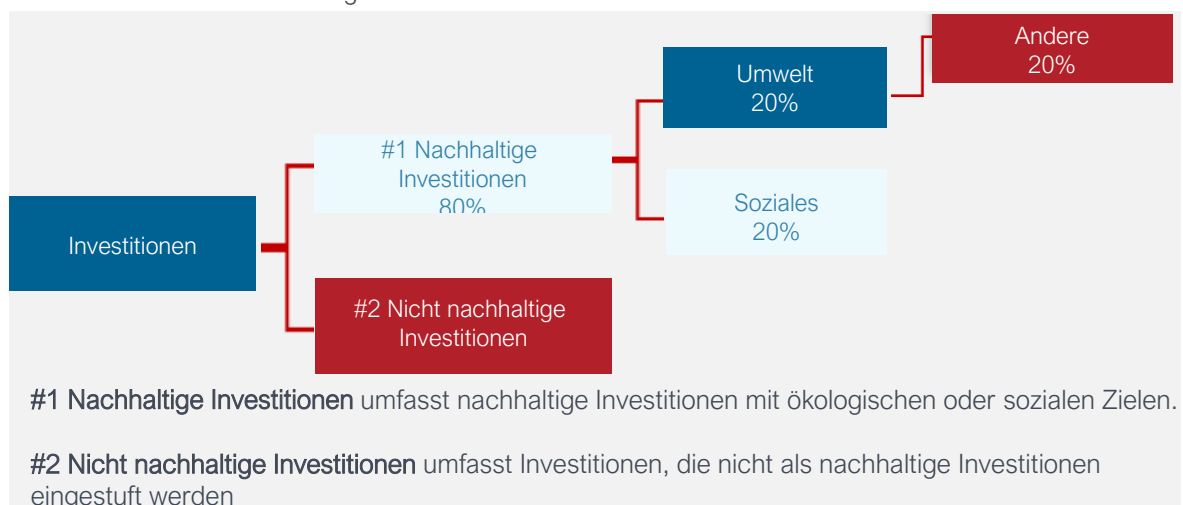 Andere
20%
Umwelt
20%
#1 Nachhaltige
Investitionen
80%
Soziales
20%
Investitionen
#2 Nicht nachhaltige
Investitionen
#1 Nachhaltige Investitionen umfasst nachhaltige Investitionen mit ökologischen oder sozialen Zielen.
#2 Nicht nachhaltige Investitionen umfasst Investitionen, die nicht als nachhaltige Investitionen
eingestuft werden